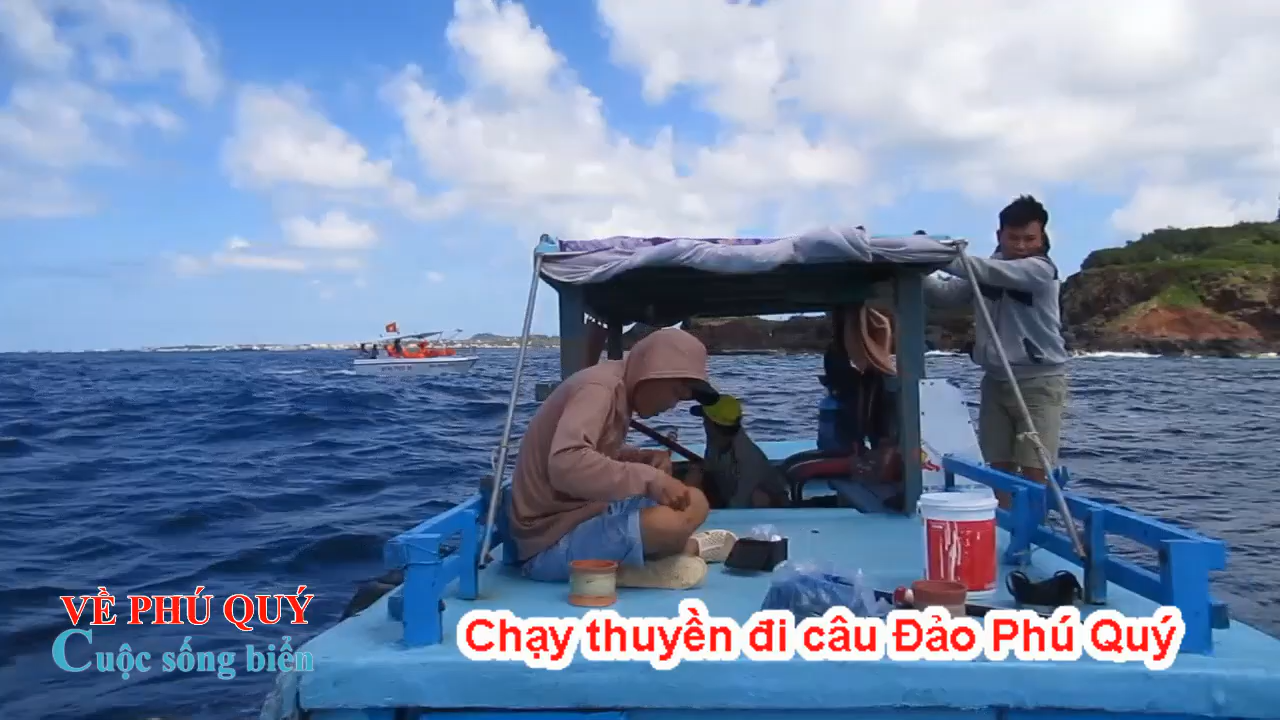 VỀ PHÚ QUÝ
Cuộc sống biển
Chạy thuyền đi câu Đảo Phú Quý